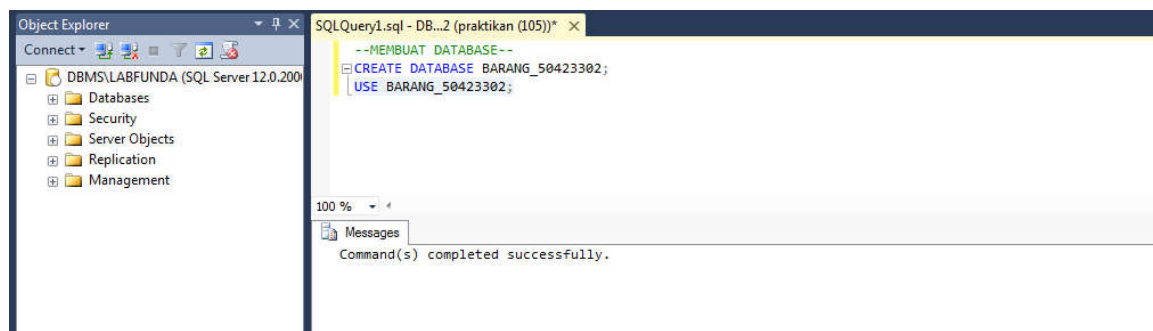 Object Explorer
SQLQuery1.sql - DB...2 (praktikan (105))*
Connect
DBMS\LABFUNDA (SQL Server 12.0.200
Databases
Security
Server Objects
Replication
Management
--MEMBUAT DATABASE--
CREATE DATABASE BARANG_50423302;
USE BARANG_50423302;
100 %
Messages
Command(s) completed successfully.